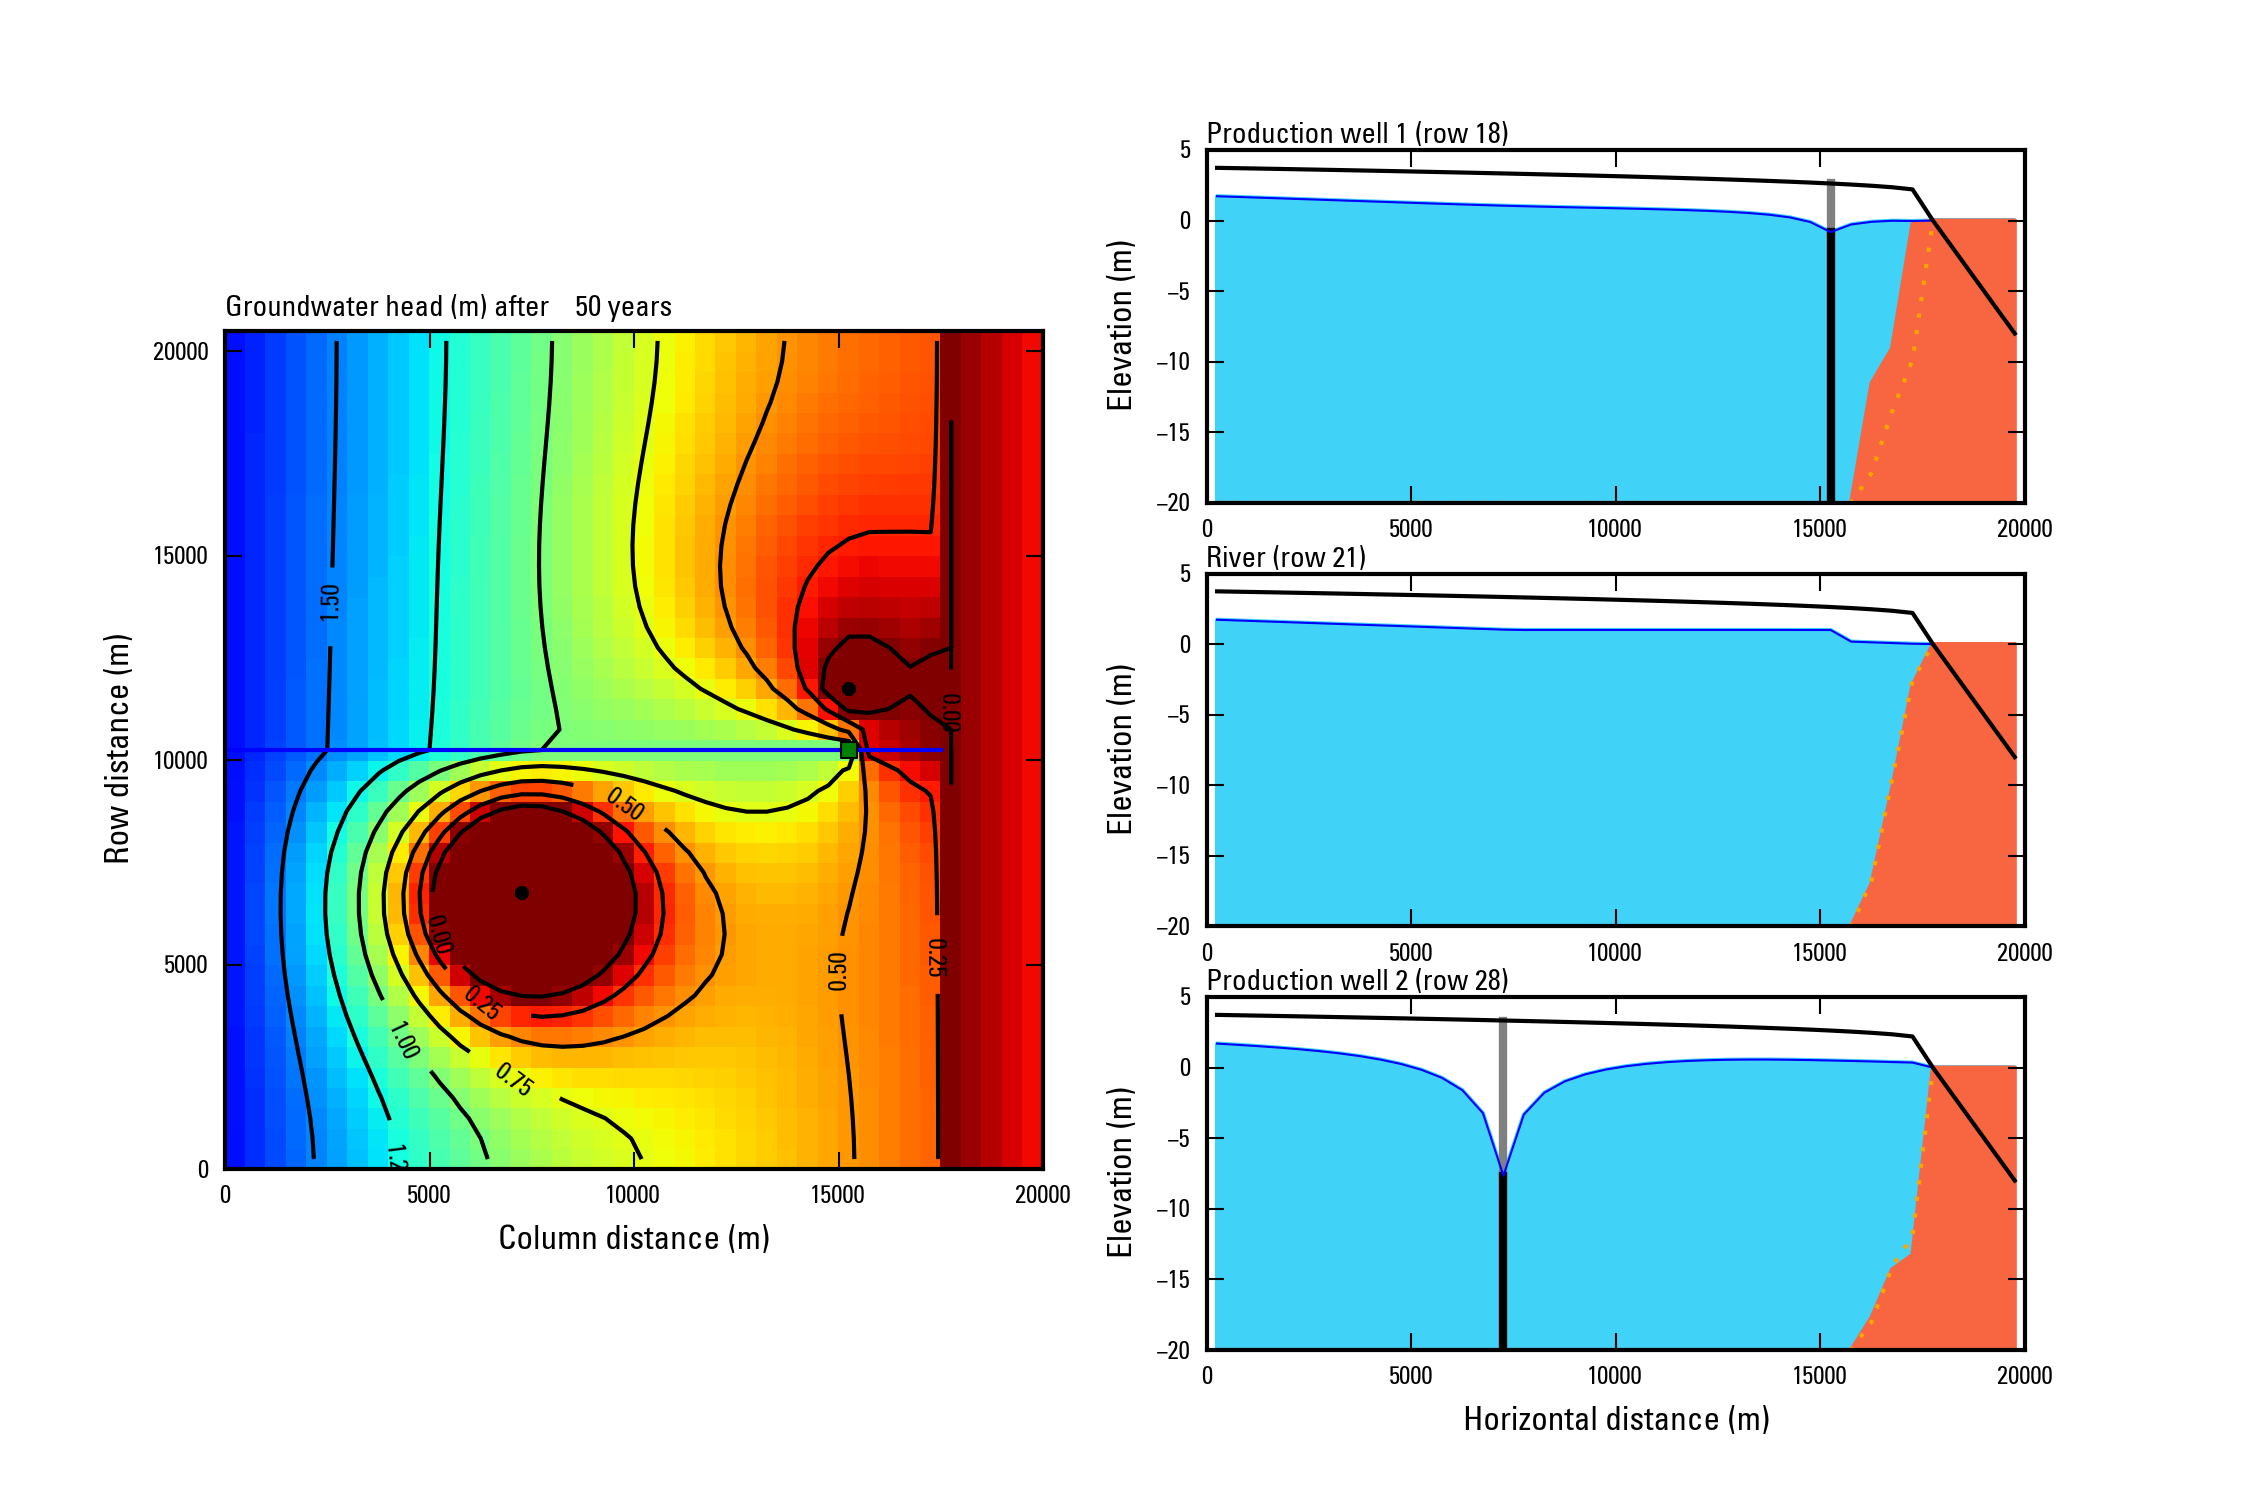 Groundwater head (m) after 50 years
20000
15000
10000
5000
0
Row distance (m)
1.50
0.00
0.50
0.00
0.25
0.50
0.25
1.00
0.75
1.2
0 5000 10000 15000 20000
Column distance (m)
Production well 1 (row 18)
5
0
−5
−10
−15
−20
Elevation (m)
0 5000 10000 15000 20000
River (row 21)
5
0
−5
−10
−15
−20
Elevation (m)
0 5000 10000 15000 20000
Production well 2 (row 28)
5
0
−5
−10
−15
−20
Elevation (m)
0 5000 10000 15000 20000
Horizontal distance (m)